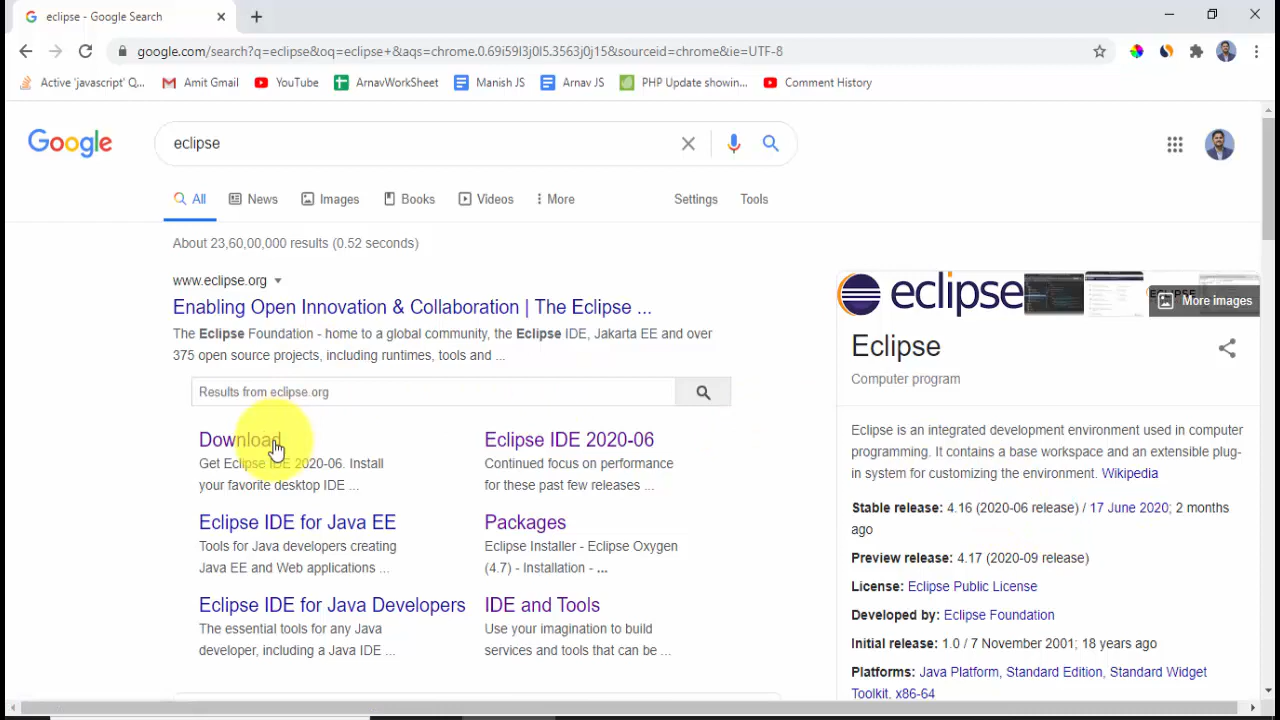 eclipse - Google Search
google.com/search?q=eclipse&oq=eclipse+&aqs=chrome.0.69i59l3j0l5.3563j0j15&sourceid=chrome&ie=UTF-8
Active 'javascript' Q... Amit Gmail YouTube ArnavWorkSheet Manish JS Arnav JS PHP Update showin... Comment History
Google eclipse
All News Images Books Videos More Settings Tools
About 23,60,00,000 results (0.52 seconds)
www.eclipse.org
Enabling Open Innovation & Collaboration | The Eclipse ...
The Eclipse Foundation - home to a global community, the Eclipse IDE, Jakarta EE and over
375 open source projects, including runtimes, tools and ...
Results from eclipse.org
Download
Get Eclipse IDE 2020-06. Install
your favorite desktop IDE ...
Eclipse IDE 2020-06
Continued focus on performance
for these past few releases ...
Eclipse IDE for Java EE
Tools for Java developers creating
Java EE and Web applications ...
Packages
Eclipse Installer - Eclipse Oxygen
(4.7) - Installation - ...
Eclipse IDE for Java Developers
The essential tools for any Java
developer, including a Java IDE ...
IDE and Tools
Use your imagination to build
services and tools that can be ...
eclipse
More images
Eclipse
Computer program
Eclipse is an integrated development environment used in computer
programming. It contains a base workspace and an extensible plug-
in system for customizing the environment. Wikipedia
Stable release: 4.16 (2020-06 release) / 17 June 2020; 2 months
ago
Preview release: 4.17 (2020-09 release)
License: Eclipse Public License
Developed by: Eclipse Foundation
Initial release: 1.0 / 7 November 2001; 18 years ago
Platforms: Java Platform, Standard Edition, Standard Widget
Toolkit, x86-64